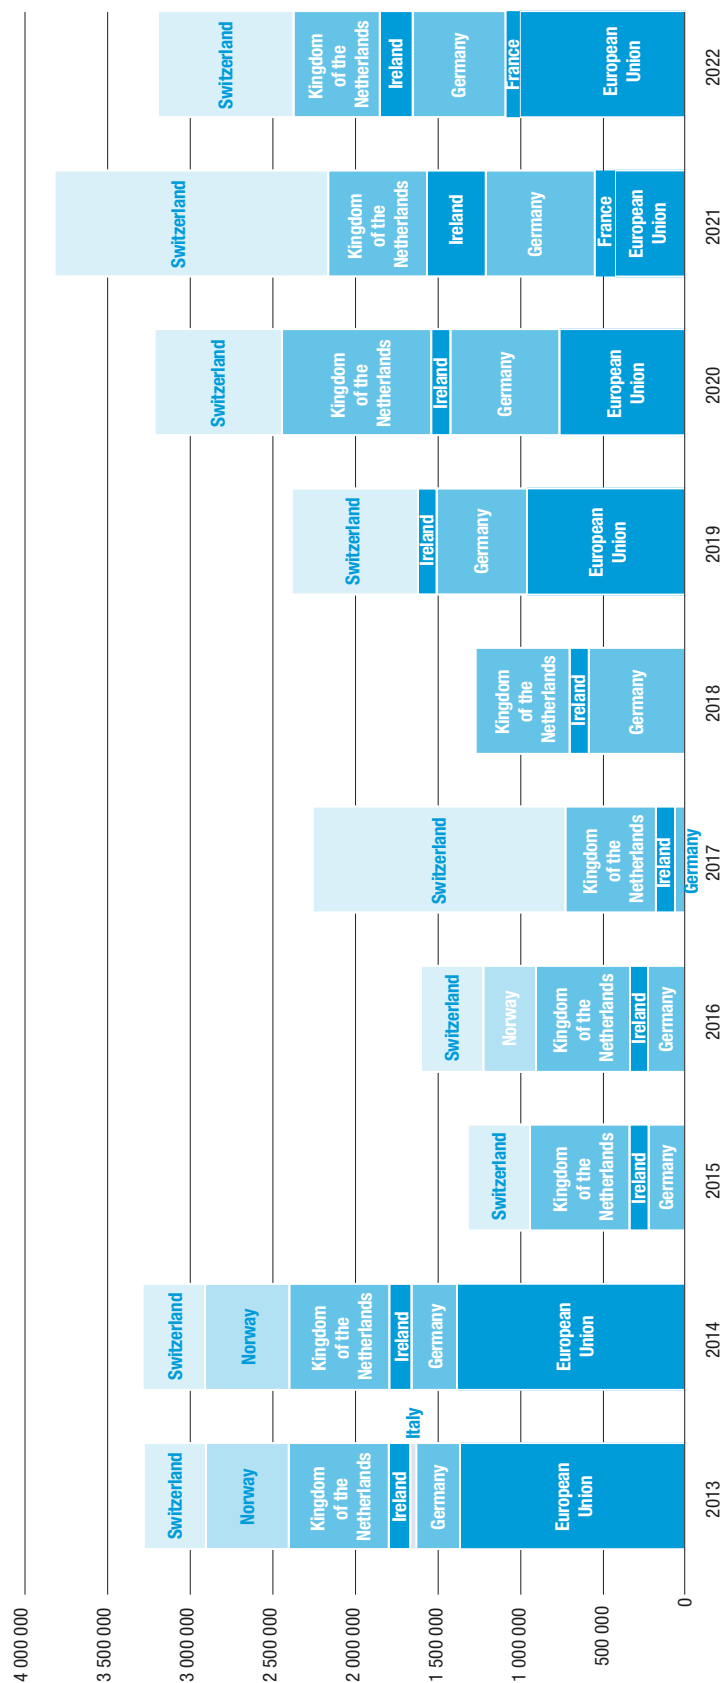 4 000 000
3 500 000
3 000 000
2 500 000
2 000 000
1 500 000
1 000 000
500 000
0
Switzerland
Norway
Kingdom
of the
Netherlands
Ireland
Italy
Germany
European
Union
2013
Switzerland
Norway
Kingdom
of the
Netherlands
Ireland
Germany
European
Union
2014
Switzerland
Kingdom
of the
Netherlands
Ireland
Germany
2015
Switzerland
Norway
Kingdom
of the
Netherlands
Ireland
Germany
2016
Switzerland
Kingdom
of the
Netherlands
Ireland
Germany
2017
Kingdom
of the
Netherlands
Ireland
Germany
2018
Switzerland
Ireland
Germany
European
Union
2019
Switzerland
Kingdom
of the
Netherlands
Ireland
Germany
European
Union
2020
Switzerland
Kingdom
of the
Netherlands
Ireland
Germany
France
European
Union
2021
Switzerland
Kingdom
of the
Netherlands
Ireland
Germany
France
European
Union
2022